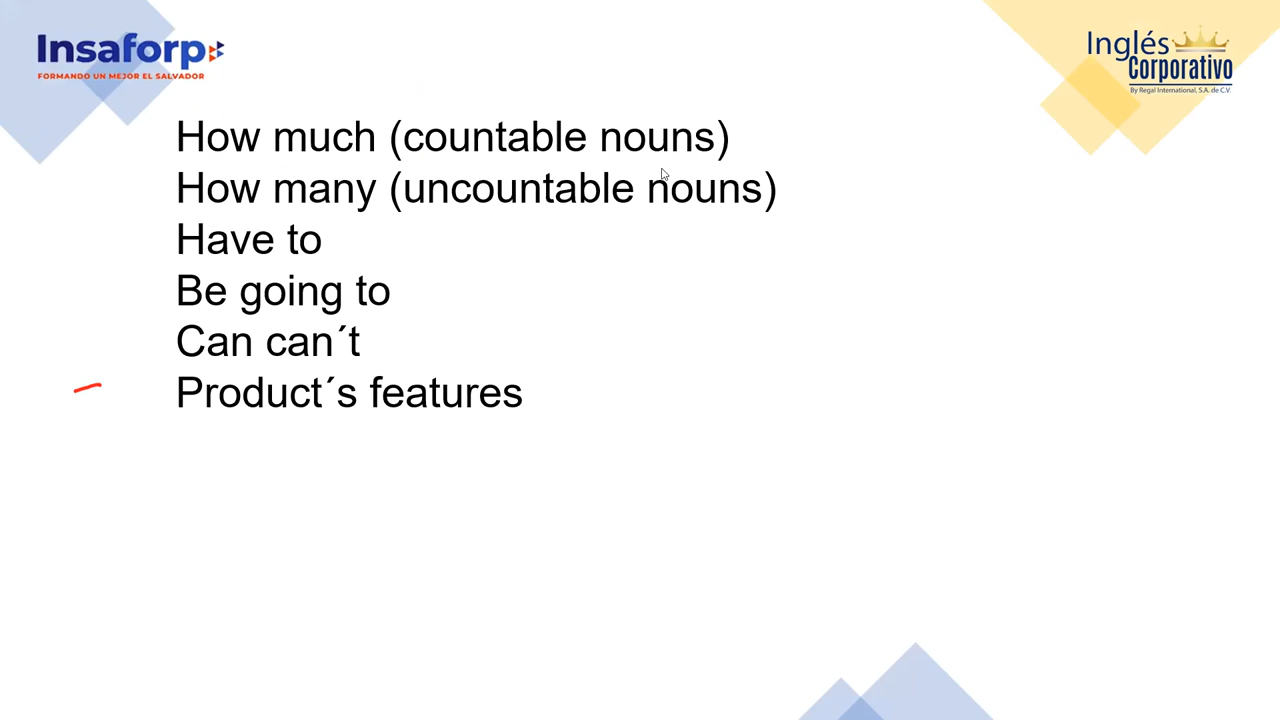 Insaforp
FORMANDO UN MEJOR EL SALVADOR
Inglés
Corporativo
By Regal International, S.A. de C.V.
How much (countable nouns)
How many (uncountable nouns)
Have to
Be going to
Can can´t
Product´s features